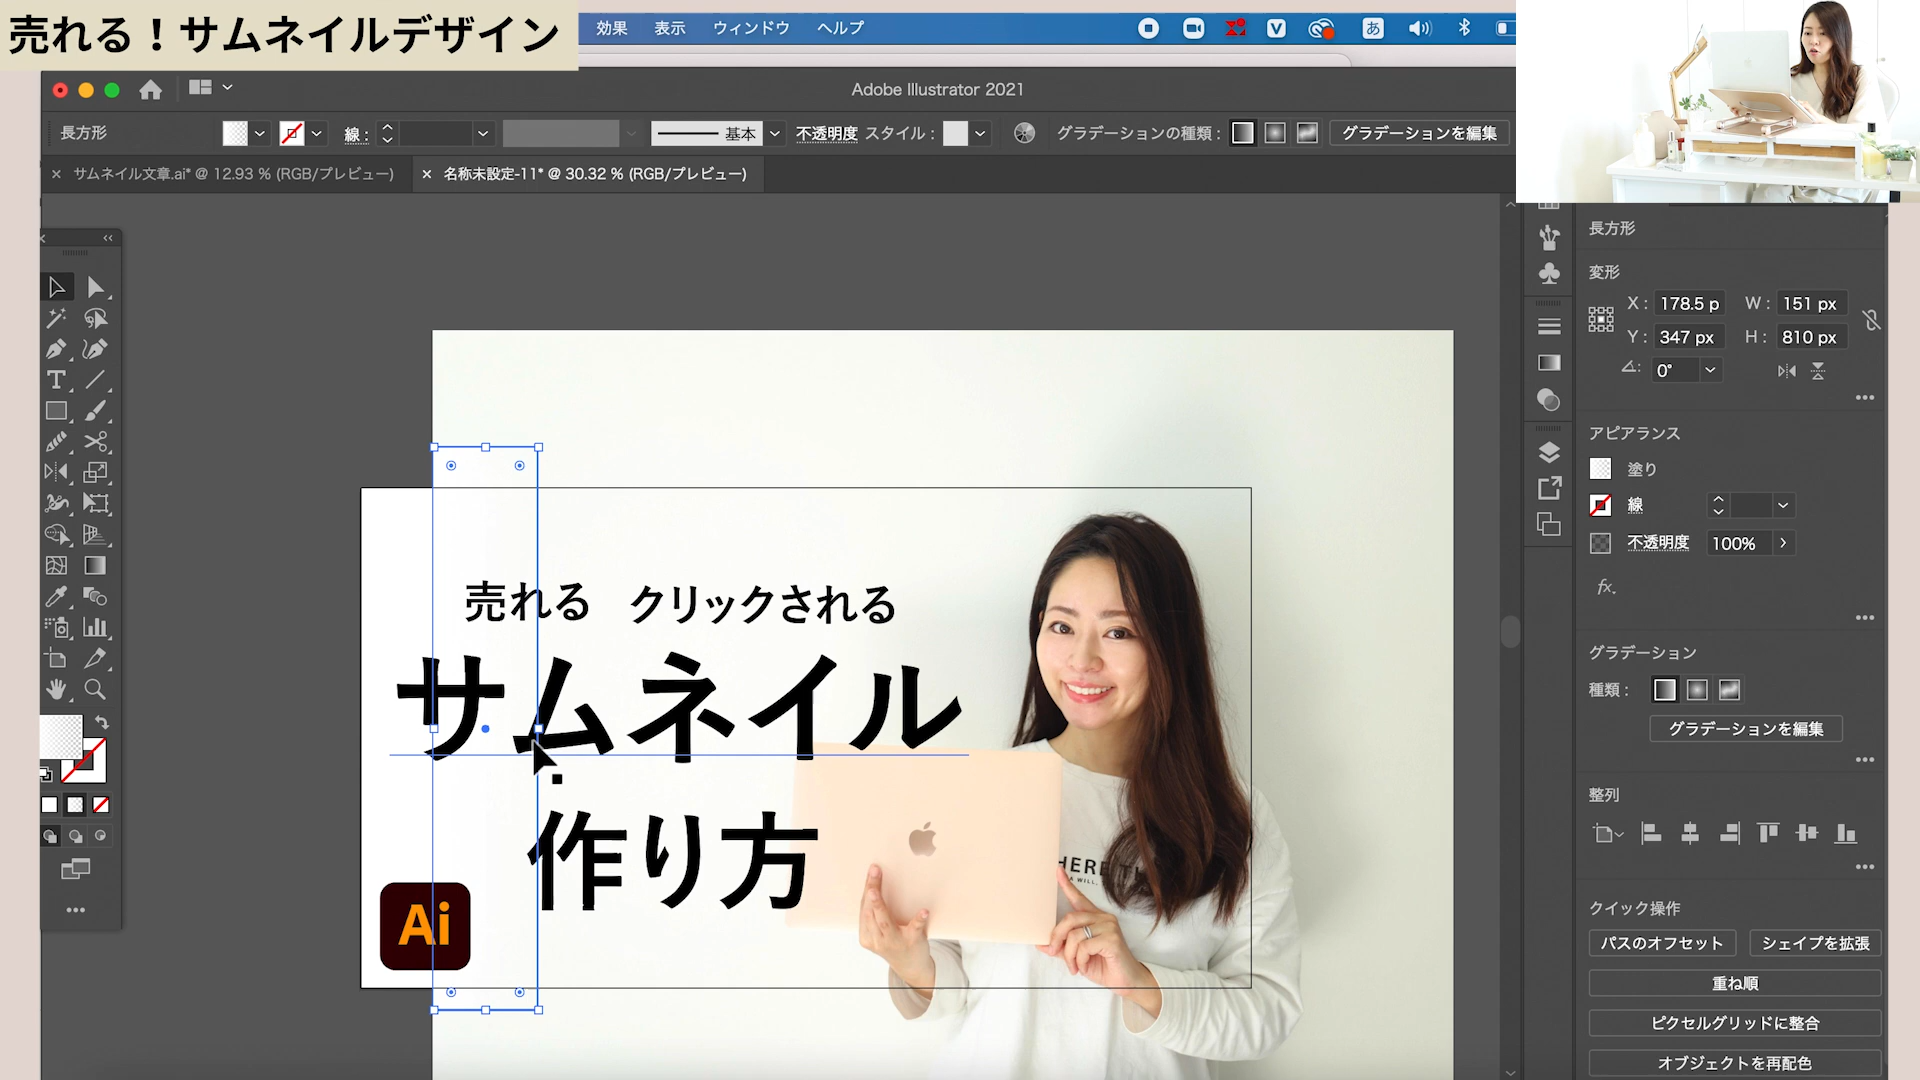 売れる！サムネイルデザイン
効果 表示 ウィンドウ ヘルプ
V あ
Adobe Illustrator 2021
長方形 線： 基本 不透明度 スタイル： グラデーションの種類： グラデーションを編集
× サムネイル文章.ai* @ 12.93 % (RGB/プレビュー)
× 名称未設定-11* @ 30.32 % (RGB/プレビュー)
長方形
変形
X： 178.5 p W： 151 px
Y： 347 px H： 810 px
0°
アピアランス
塗り
線
不透明度 100%
fx.
グラデーション
種類：
グラデーションを編集
整列
クイック操作
パスのオフセット シェイプを拡張
重ね順
ピクセルグリッドに整合
オブジェクトを再配色
売れる クリックされる
サムネイル
作り方
Ai